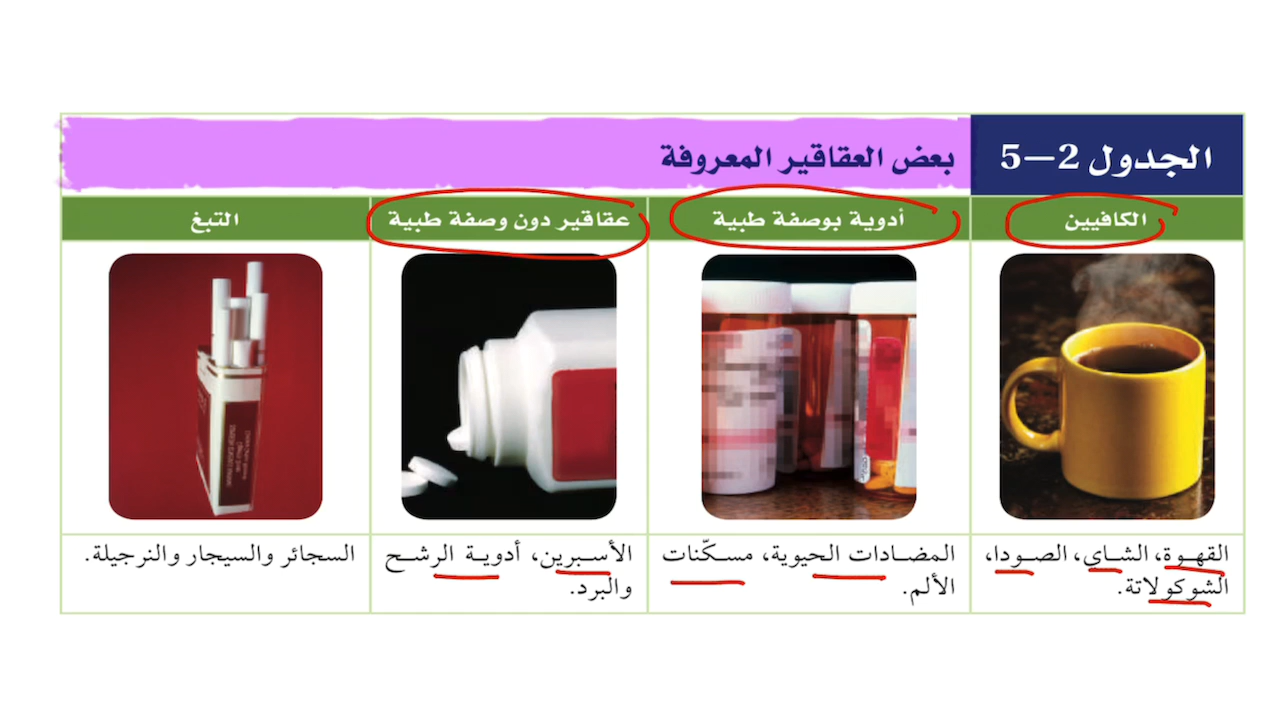 الجدول 2–5
بعض العقاقير المعروفة
الكافيين
أدوية بوصفة طبية
عقاقير دون وصفة طبية
التبغ
القهوة، الشاي، الصودا،
الشوكولاتة.
المضادات الحيوية، مسكّنات
الألم.
الأسبرين، أدوية الرشح
والبرد.
السجائر والسيجار والنرجيلة.